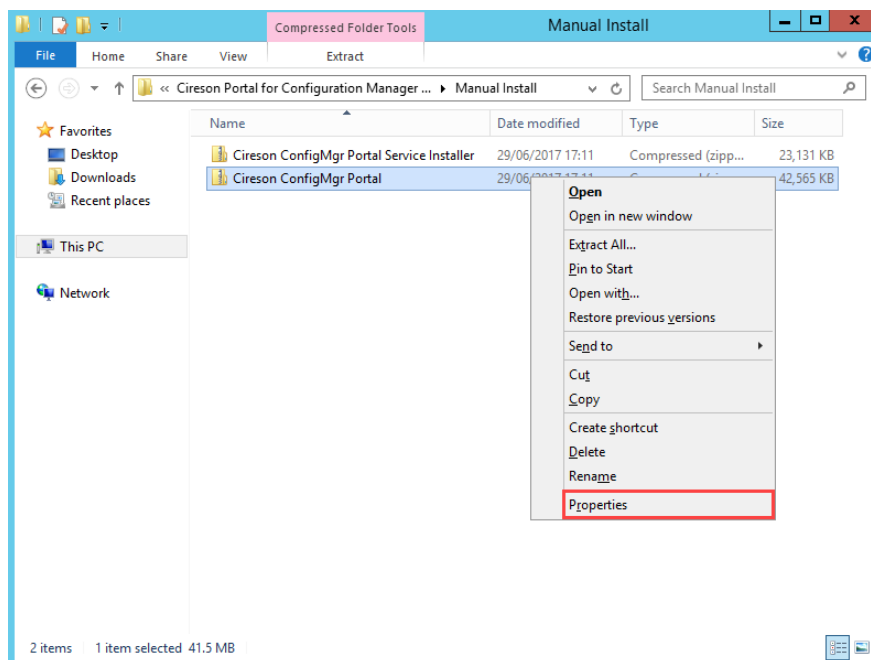 Compressed Folder Tools
Manual Install
File Home Share View Extract
« Cireson Portal for Configuration Manager ... Manual Install
Search Manual Install
Favorites
Desktop
Downloads
Recent places
This PC
Network
Name Date modified Type Size
Cireson ConfigMgr Portal Service Installer 29/06/2017 17:11 Compressed (zipp... 23,131 KB
Cireson ConfigMgr Portal 42,565 KB
Open
Open in new window
Extract All...
Pin to Start
Open with...
Restore previous versions
Send to
Cut
Copy
Create shortcut
Delete
Rename
Properties
2 items 1 item selected 41.5 MB